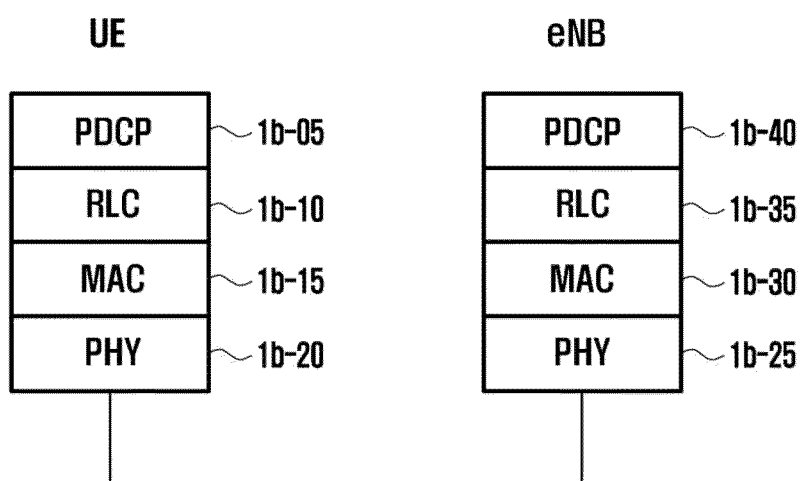 UE eNB
PDCP 1b-05 PDCP 1b-40
RLC 1b-10 RLC 1b-35
MAC 1b-15 MAC 1b-30
PHY 1b-20 PHY 1b-25